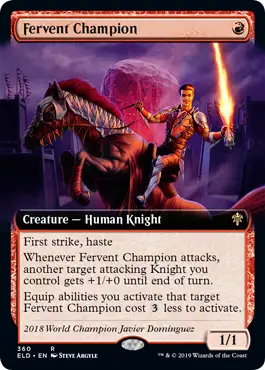 Fervent Champion
Creature — Human Knight
First strike, haste
Whenever Fervent Champion attacks,
another target attacking Knight you
control gets +1/+0 until end of turn.
Equip abilities you activate that target
Fervent Champion cost 3 less to activate.
2018 World Champion Javier Dominguez
1/1
360 R
ELD • EN STEVE ARGYLE
™ & © 2019 Wizards of the Coast